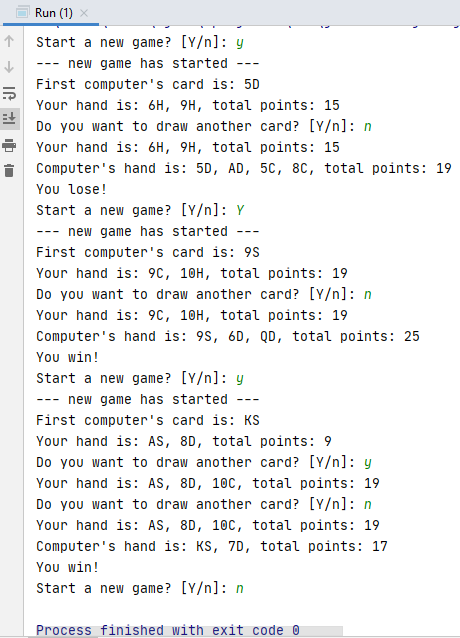 Run (1)
Start a new game? [Y/n]: y
--- new game has started ---
First computer's card is: 5D
Your hand is: 6H, 9H, total points: 15
Do you want to draw another card? [Y/n]: n
Your hand is: 6H, 9H, total points: 15
Computer's hand is: 5D, AD, 5C, 8C, total points: 19
You lose!
Start a new game? [Y/n]: Y
--- new game has started ---
First computer's card is: 9S
Your hand is: 9C, 10H, total points: 19
Do you want to draw another card? [Y/n]: n
Your hand is: 9C, 10H, total points: 19
Computer's hand is: 9S, 6D, QD, total points: 25
You win!
Start a new game? [Y/n]: y
--- new game has started ---
First computer's card is: KS
Your hand is: AS, 8D, total points: 9
Do you want to draw another card? [Y/n]: y
Your hand is: AS, 8D, 10C, total points: 19
Do you want to draw another card? [Y/n]: n
Your hand is: AS, 8D, 10C, total points: 19
Computer's hand is: KS, 7D, total points: 17
You win!
Start a new game? [Y/n]: n
Process finished with exit code 0